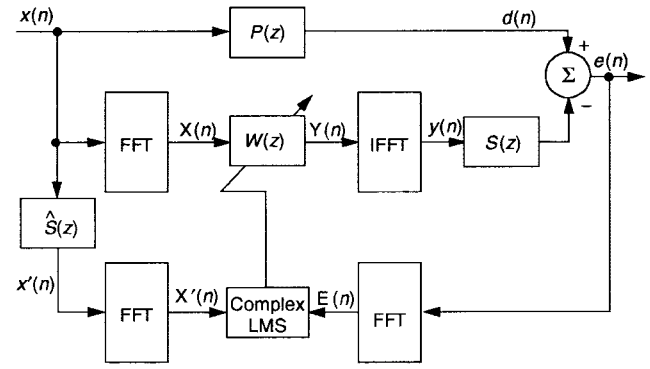 x(n)
P(z)
d(n)
+
Σ
e(n)
−
FFT
X(n)
W(z)
Y(n)
IFFT
y(n)
S(z)
Ŝ(z)
x'(n)
FFT
X'(n)
Complex
LMS
E(n)
FFT